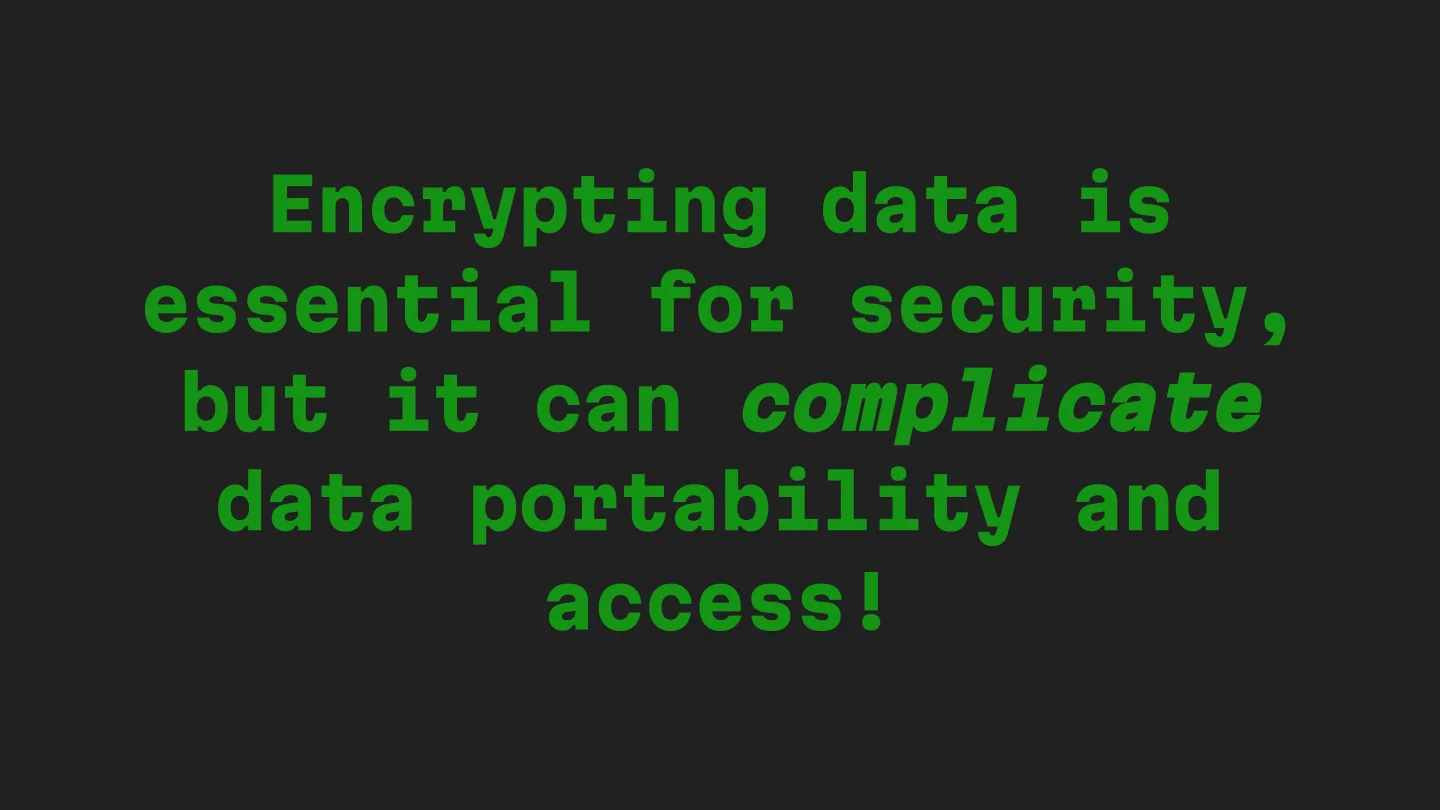 Encrypting data is
essential for security,
but it can complicate
data portability and
access!